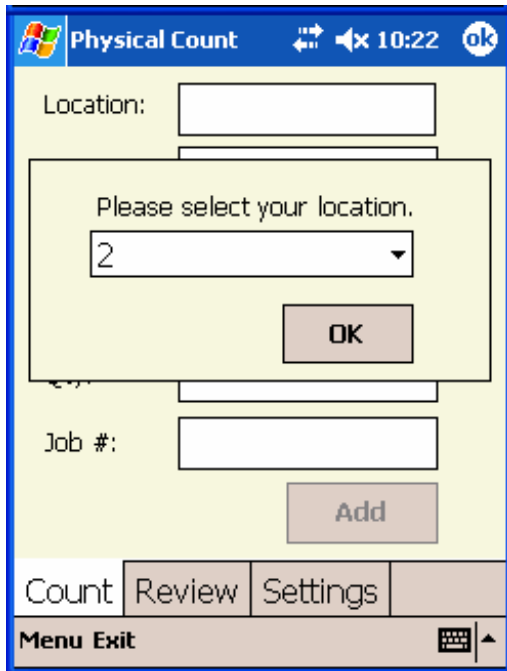 Physical Count 10:22 ok
Location:
Please select your location.
2
OK
Job #:
Add
Count Review Settings
Menu Exit